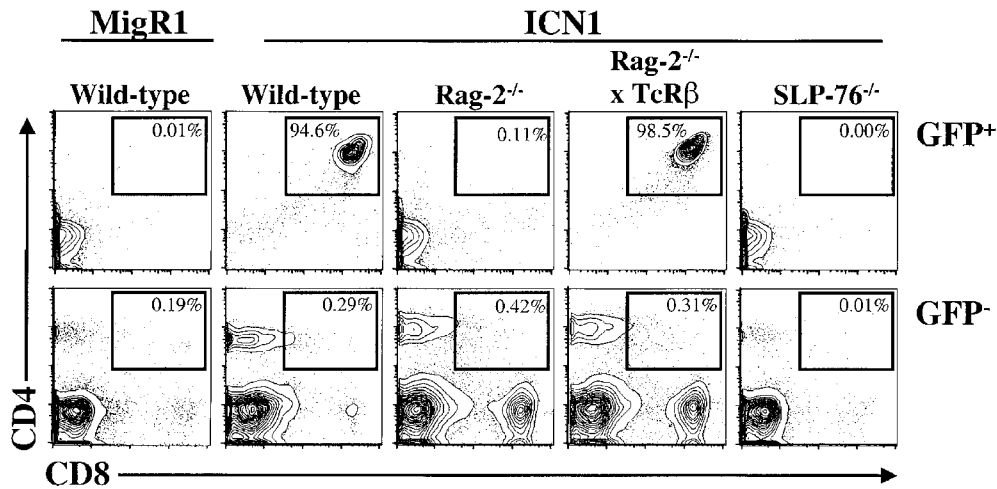 MigR1 ICN1
Wild-type Wild-type Rag-2-/- Rag-2-/- x TcRβ SLP-76-/-
0.01% 94.6% 0.11% 98.5% 0.00% GFP+
0.19% 0.29% 0.42% 0.31% 0.01% GFP-
CD4
CD8